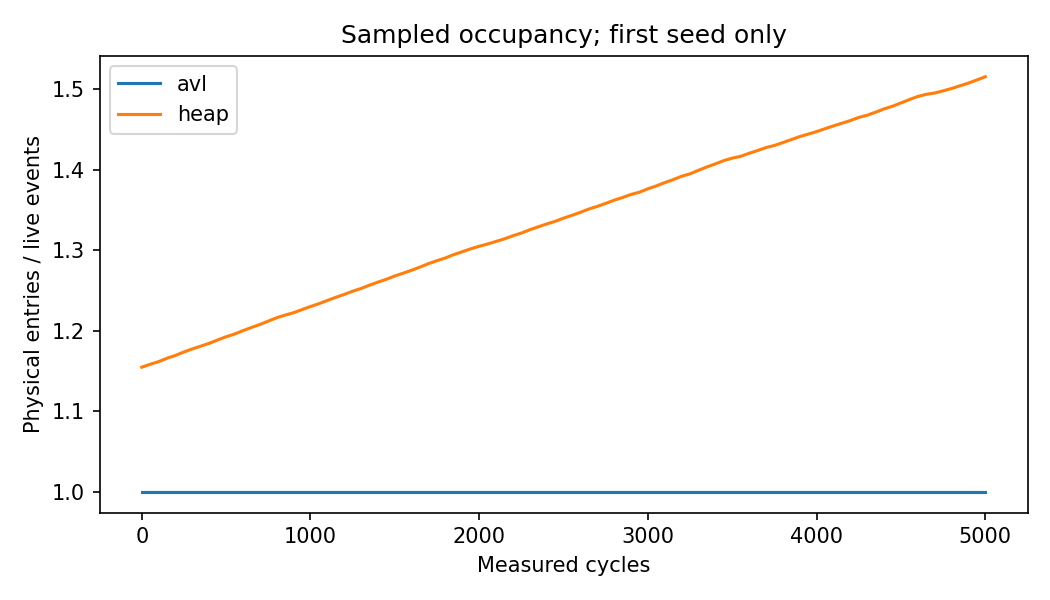 Sampled occupancy; first seed only
avl
heap
Physical entries / live events
1.5
1.4
1.3
1.2
1.1
1.0
0 1000 2000 3000 4000 5000
Measured cycles